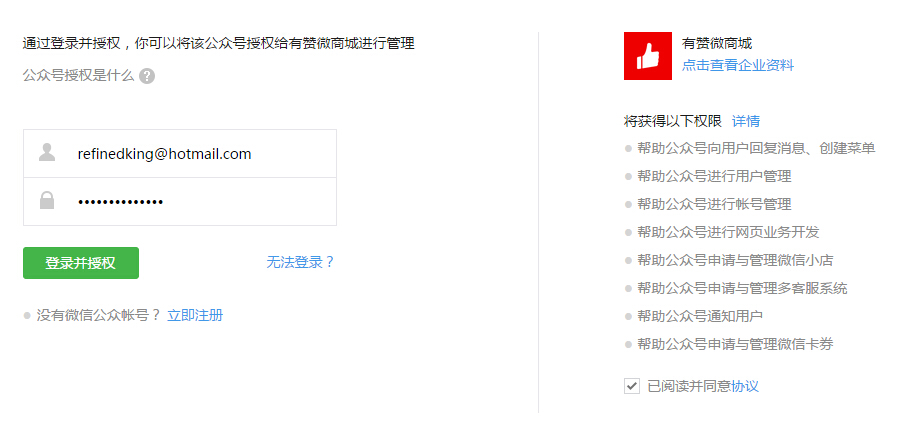 通过登录并授权，你可以将该公众号授权给有赞微商城进行管理
公众号授权是什么 ?
refinedking@hotmail.com
••••••••••••••
登录并授权
无法登录？
没有微信公众帐号？ 立即注册
有赞微商城
点击查看企业资料
将获得以下权限 详情
帮助公众号向用户回复消息、创建菜单
帮助公众号进行用户管理
帮助公众号进行帐号管理
帮助公众号进行网页业务开发
帮助公众号申请与管理微信小店
帮助公众号申请与管理多客服系统
帮助公众号通知用户
帮助公众号申请与管理微信卡券
已阅读并同意协议